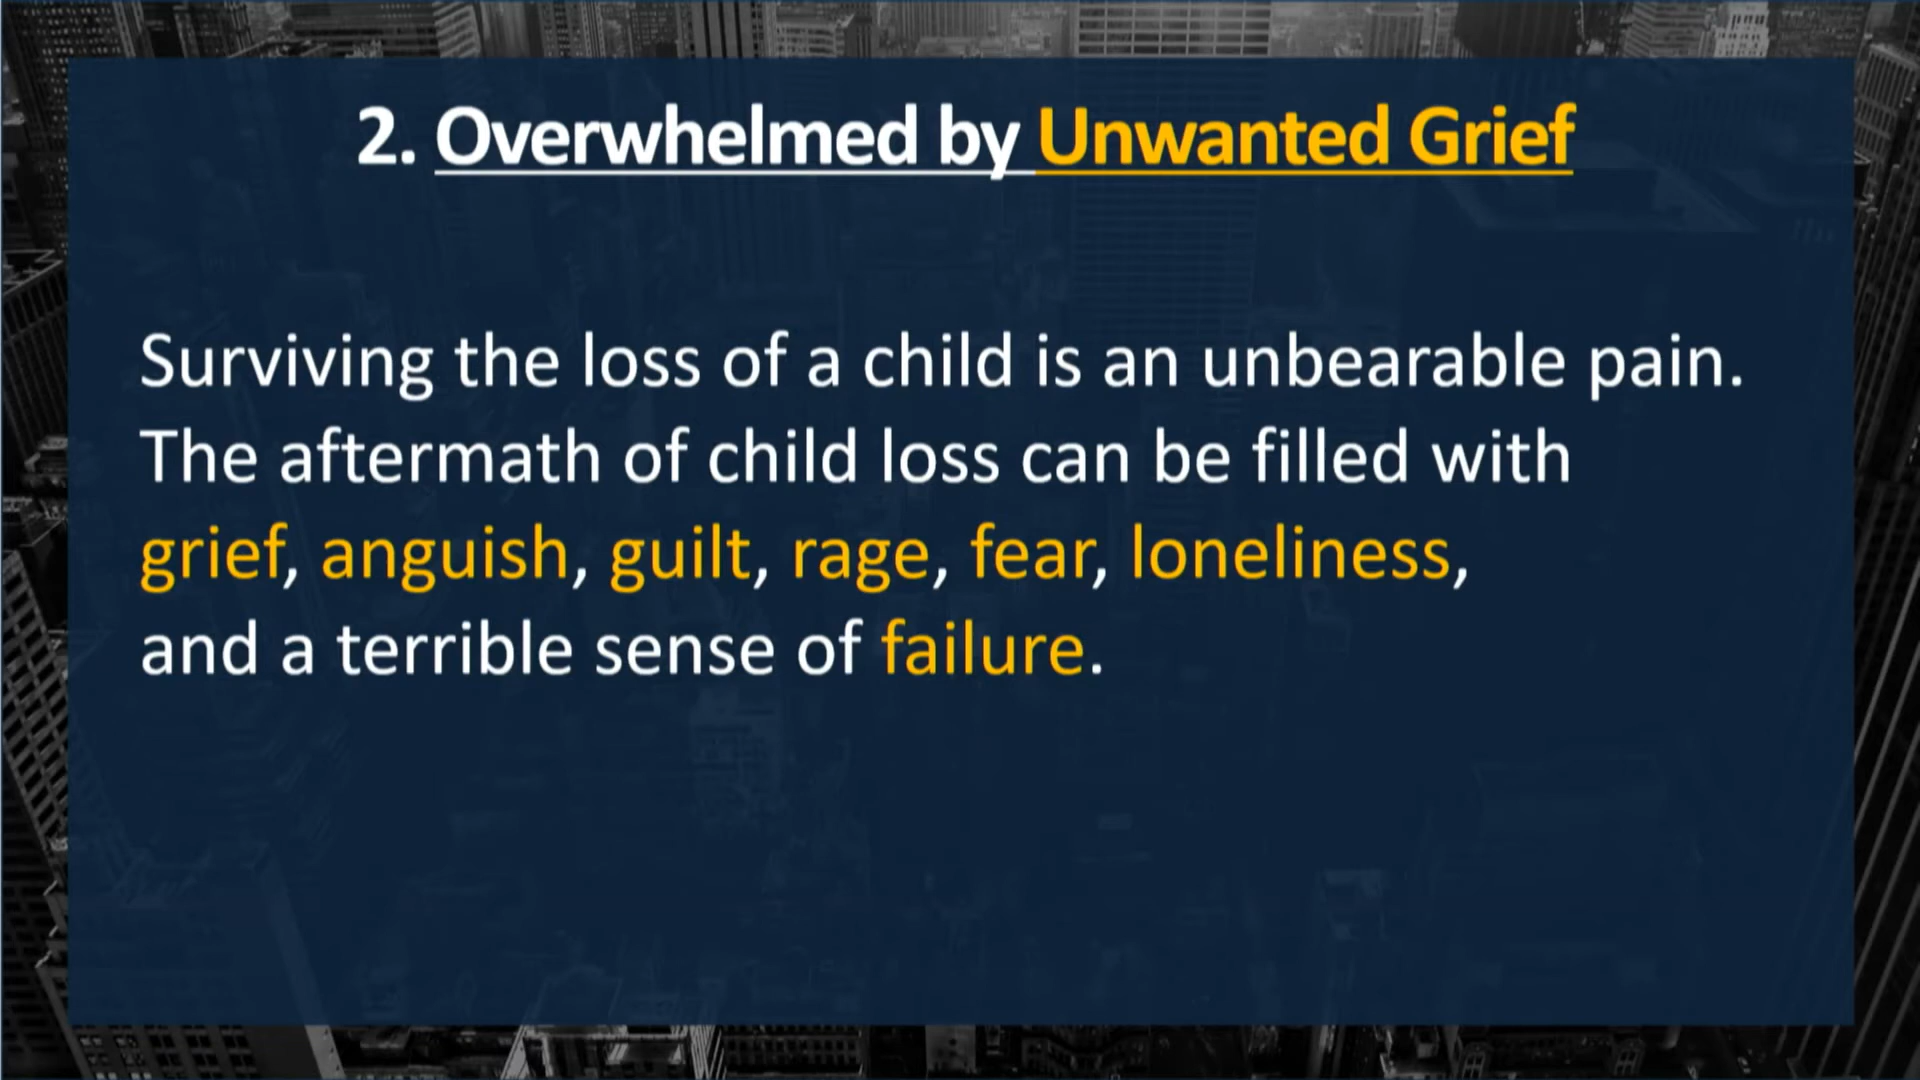 2. Overwhelmed by Unwanted Grief
Surviving the loss of a child is an unbearable pain.
The aftermath of child loss can be filled with
grief, anguish, guilt, rage, fear, loneliness,
and a terrible sense of failure.